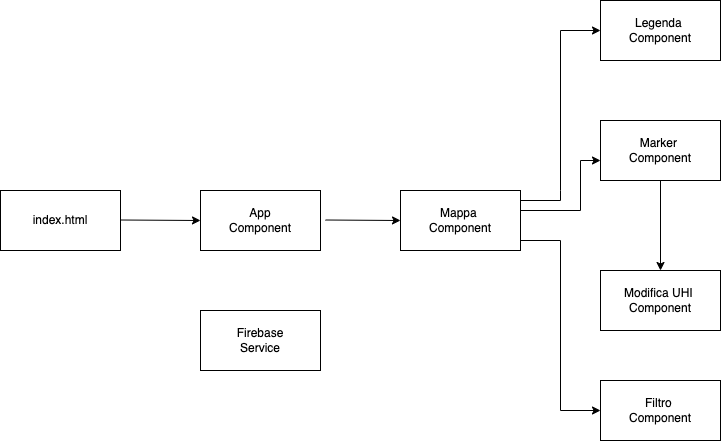 Legenda
Component
Marker
Component
index.html
App
Component
Mappa
Component
Modifica UHI
Component
Firebase
Service
Filtro
Component